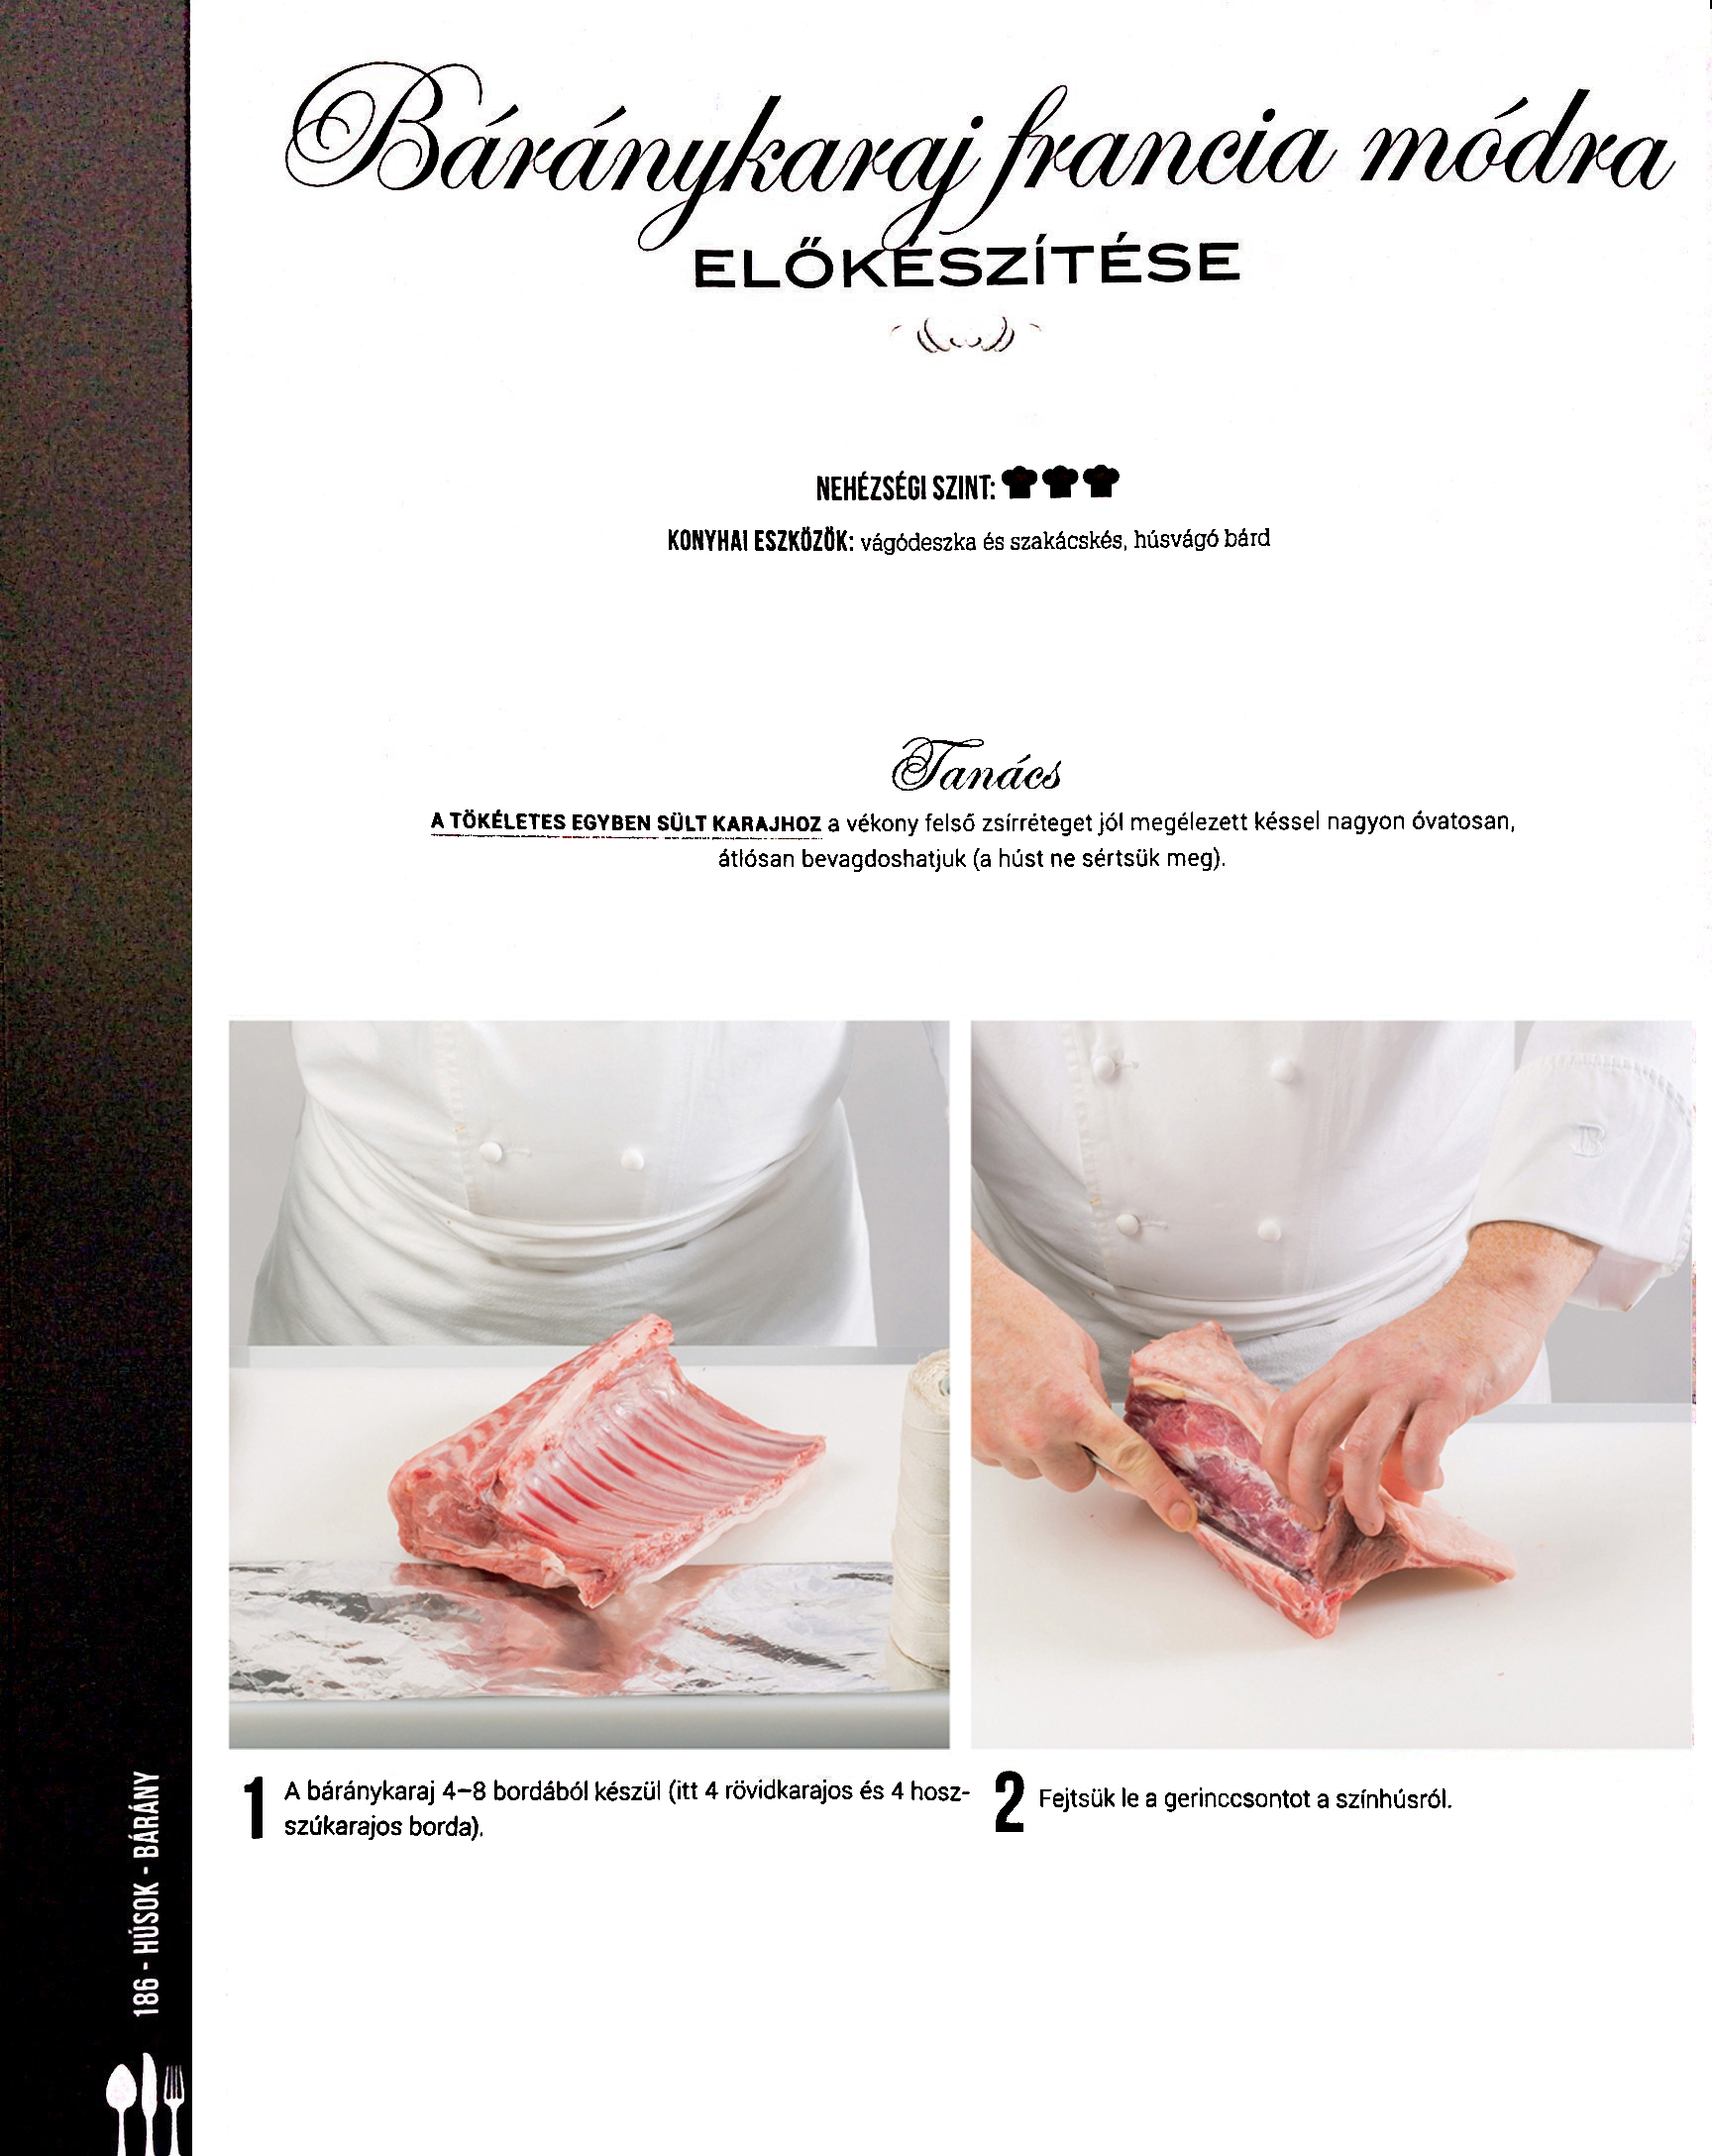 Báránykaraj francia módra
ELŐKÉSZÍTÉSE
NEHÉZSÉGI SZINT:
KONYHAI ESZKÖZÖK: vágódeszka és szakácskés, húsvágó bárd
Tanács
A TÖKÉLETES EGYBEN SÜLT KARAJHOZ a vékony felső zsírréteget jól megélezett késsel nagyon óvatosan,
átlósan bevagdoshatjuk (a húst ne sértsük meg).
B
1 A báránykaraj 4–8 bordából készül (itt 4 rövidkarajos és 4 hosz-
szúkarajos borda).
2 Fejtsük le a gerinccsontot a színhúsról.
186 - HÚSOK - BÁRÁNY